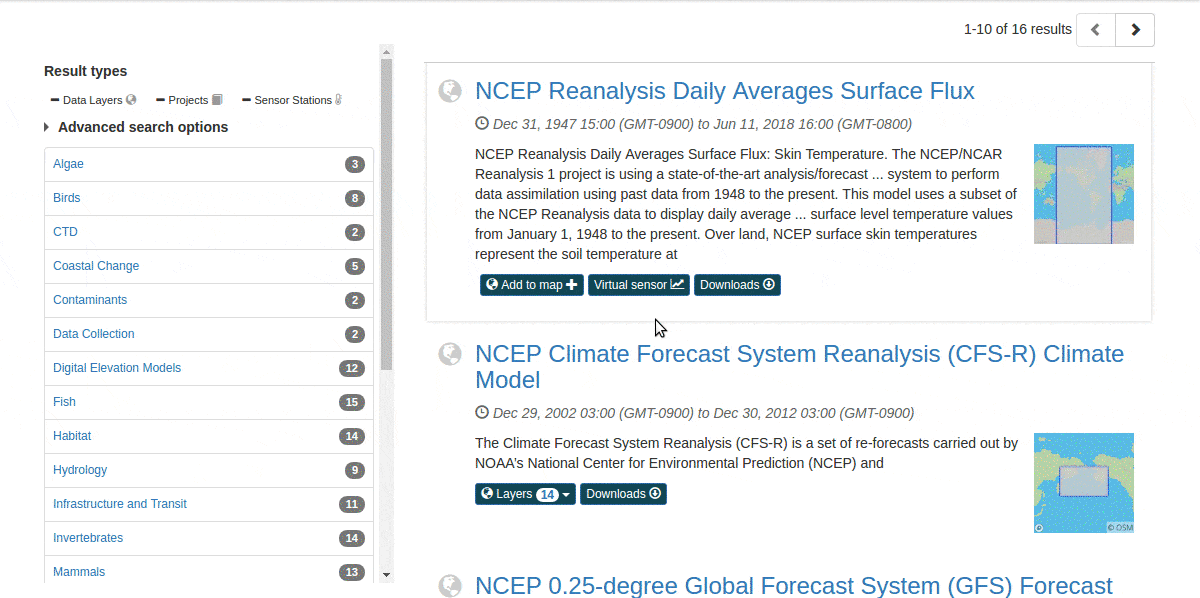 1-10 of 16 results
Result types
Data Layers
Projects
Sensor Stations
Advanced search options
Algae 3
Birds 8
CTD 2
Coastal Change 5
Contaminants 2
Data Collection 2
Digital Elevation Models 12
Fish 15
Habitat 14
Hydrology 9
Infrastructure and Transit 11
Invertebrates 14
Mammals 13
NCEP Reanalysis Daily Averages Surface Flux
Dec 31, 1947 15:00 (GMT-0900) to Jun 11, 2018 16:00 (GMT-0800)
NCEP Reanalysis Daily Averages Surface Flux: Skin Temperature. The NCEP/NCAR
Reanalysis 1 project is using a state-of-the-art analysis/forecast ... system to perform
data assimilation using past data from 1948 to the present. This model uses a subset of
the NCEP Reanalysis data to display daily average ... surface level temperature values
from January 1, 1948 to the present. Over land, NCEP surface skin temperatures
represent the soil temperature at
Add to map
Virtual sensor
Downloads
NCEP Climate Forecast System Reanalysis (CFS-R) Climate
Model
Dec 29, 2002 03:00 (GMT-0900) to Dec 30, 2012 03:00 (GMT-0900)
The Climate Forecast System Reanalysis (CFS-R) is a set of re-forecasts carried out by
NOAA's National Center for Environmental Prediction (NCEP) and
Layers 14
Downloads
© OSM
NCEP 0.25-degree Global Forecast System (GFS) Forecast